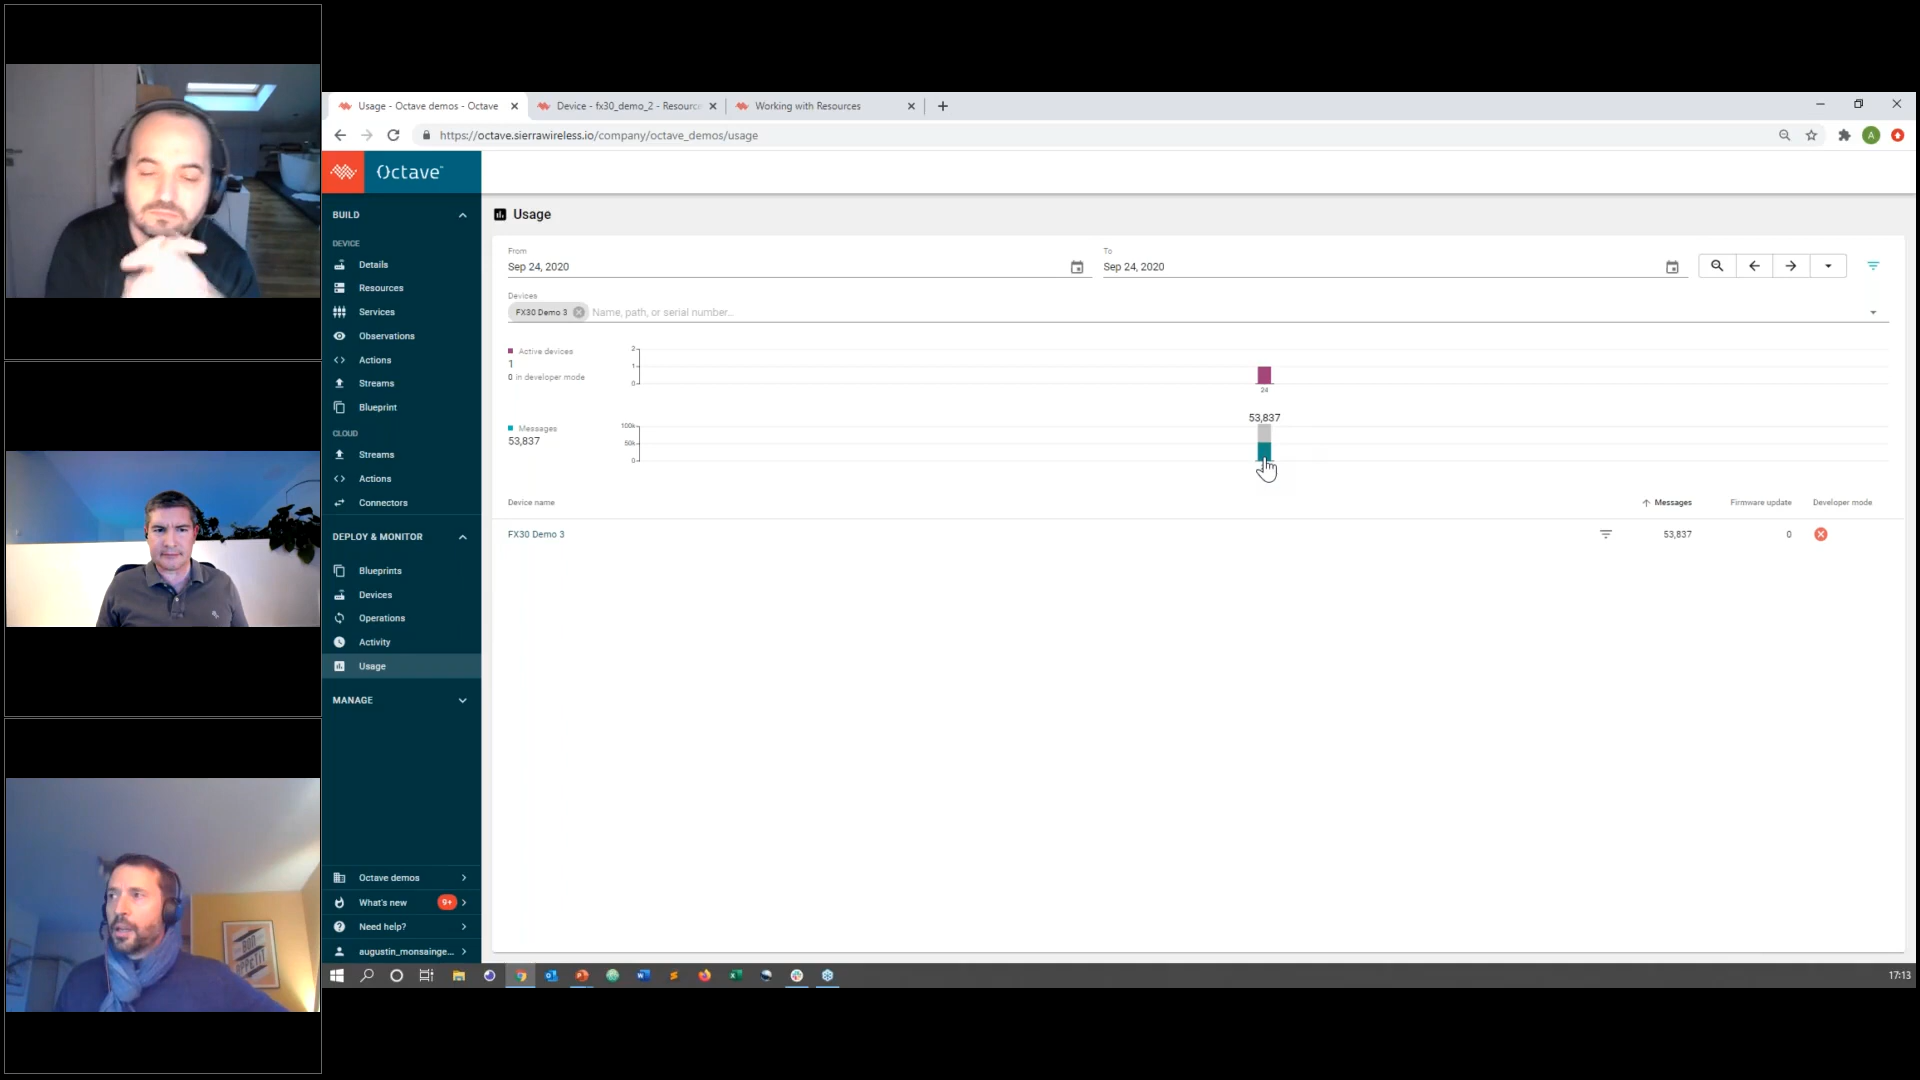 Usage - Octave demos - Octave
Device - fx30_demo_2 - Resourc
Working with Resources
https://octave.sierrawireless.io/company/octave_demos/usage
A
Octave
BUILD
DEVICE
Details
Resources
Services
Observations
Actions
Streams
Blueprint
CLOUD
Streams
Actions
Connectors
DEPLOY & MONITOR
Blueprints
Devices
Operations
Activity
Usage
MANAGE
Octave demos
What's new 9+
Need help?
augustin_monsainge...
Usage
From
Sep 24, 2020
To
Sep 24, 2020
Devices
FX30 Demo 3 Name, path, or serial number...
Active devices
1
0 in developer mode
2
1
0
24
Messages
53,837
100k
50k
0
53,837
Device name Messages Firmware update Developer mode
FX30 Demo 3 53,837 0
17:13
BON
APPETIT